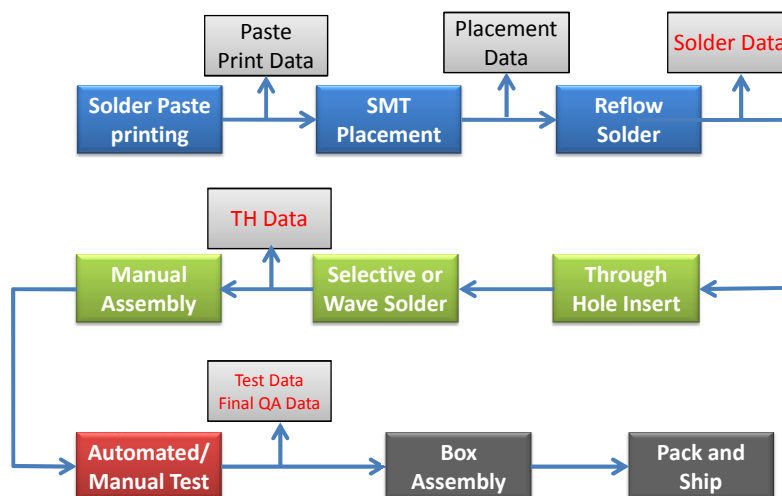 Paste
Print Data
Placement
Data
Solder Data
Solder Paste
printing
SMT
Placement
Reflow
Solder
TH Data
Manual
Assembly
Selective or
Wave Solder
Through
Hole Insert
Test Data
Final QA Data
Automated/
Manual Test
Box
Assembly
Pack and
Ship